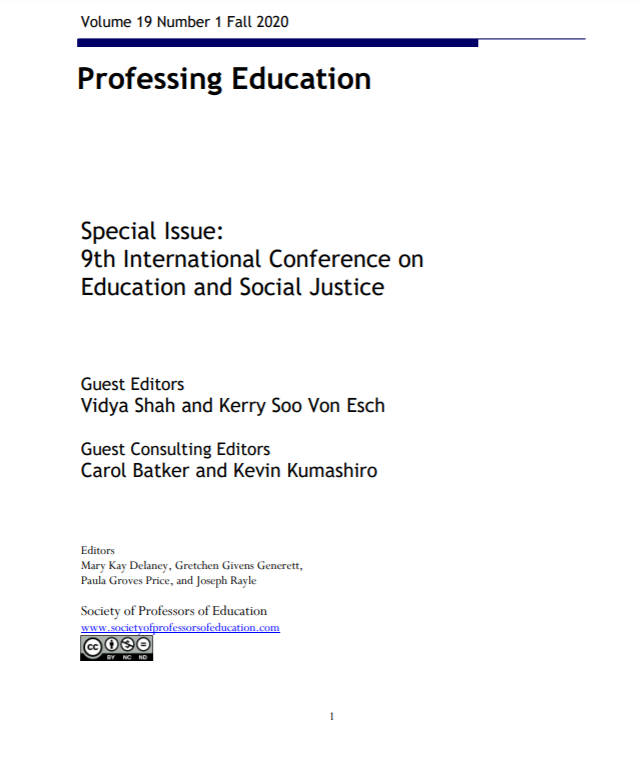 Volume 19 Number 1 Fall 2020
Professing Education
Special Issue:
9th International Conference on
Education and Social Justice
Guest Editors
Vidya Shah and Kerry Soo Von Esch
Guest Consulting Editors
Carol Batker and Kevin Kumashiro
Editors
Mary Kay Delaney, Gretchen Givens Generett,
Paula Groves Price, and Joseph Rayle
Society of Professors of Education
www.societyofprofessorsofeducation.com
cc
BY NC ND
1